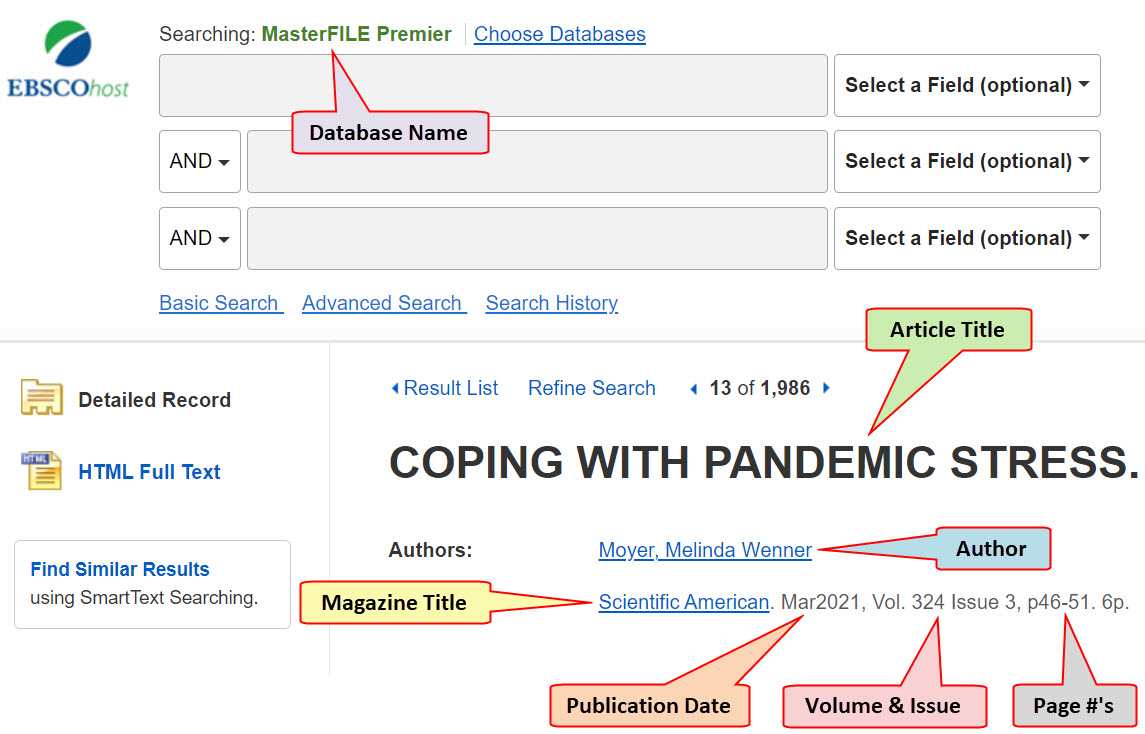 EBSCOhost
Searching: MasterFILE Premier Choose Databases
Select a Field (optional)
Database Name
AND
Select a Field (optional)
AND
Select a Field (optional)
Basic Search Advanced Search Search History
Article Title
Detailed Record
HTML
HTML Full Text
Find Similar Results
using SmartText Searching.
Result List Refine Search 13 of 1,986
COPING WITH PANDEMIC STRESS.
Authors: Moyer, Melinda Wenner
Author
Magazine Title
Scientific American. Mar2021, Vol. 324 Issue 3, p46-51. 6p.
Publication Date
Volume & Issue
Page #'s